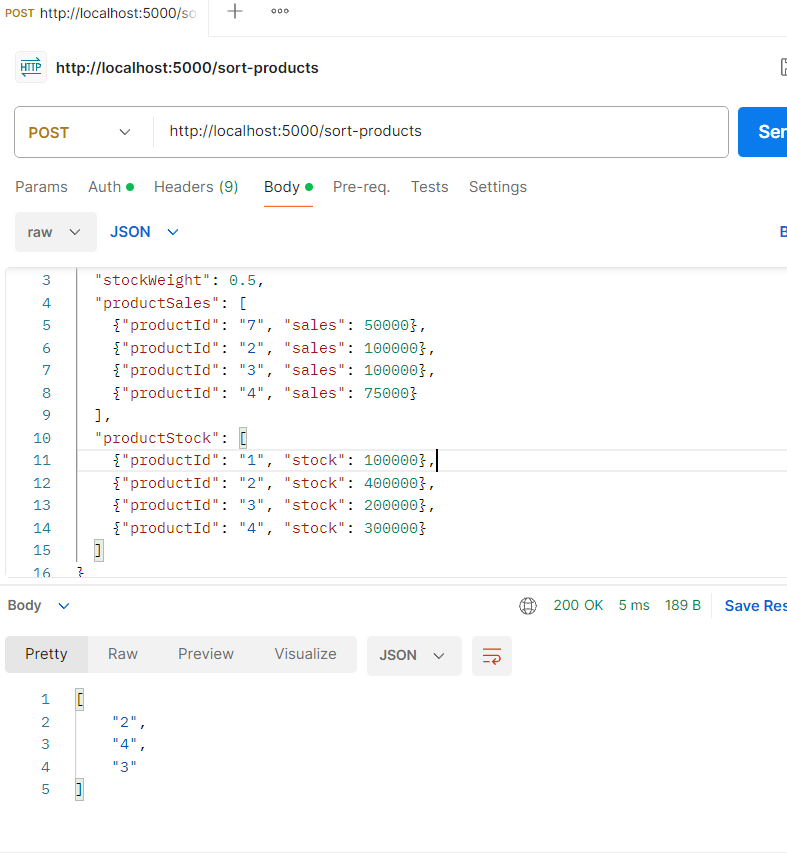 POST http://localhost:5000/so
HTTP http://localhost:5000/sort-products
POST http://localhost:5000/sort-products Ser
Params Auth Headers (9) Body Pre-req. Tests Settings
raw JSON B
3 "stockWeight": 0.5,
4 "productSales": [
5 {"productId": "7", "sales": 50000},
6 {"productId": "2", "sales": 100000},
7 {"productId": "3", "sales": 100000},
8 {"productId": "4", "sales": 75000}
9 ],
10 "productStock": [
11 {"productId": "1", "stock": 100000},
12 {"productId": "2", "stock": 400000},
13 {"productId": "3", "stock": 200000},
14 {"productId": "4", "stock": 300000}
15 ]
16 }
Body 200 OK 5 ms 189 B Save Res
Pretty Raw Preview Visualize JSON
1 [
2 "2",
3 "4",
4 "3"
5 ]